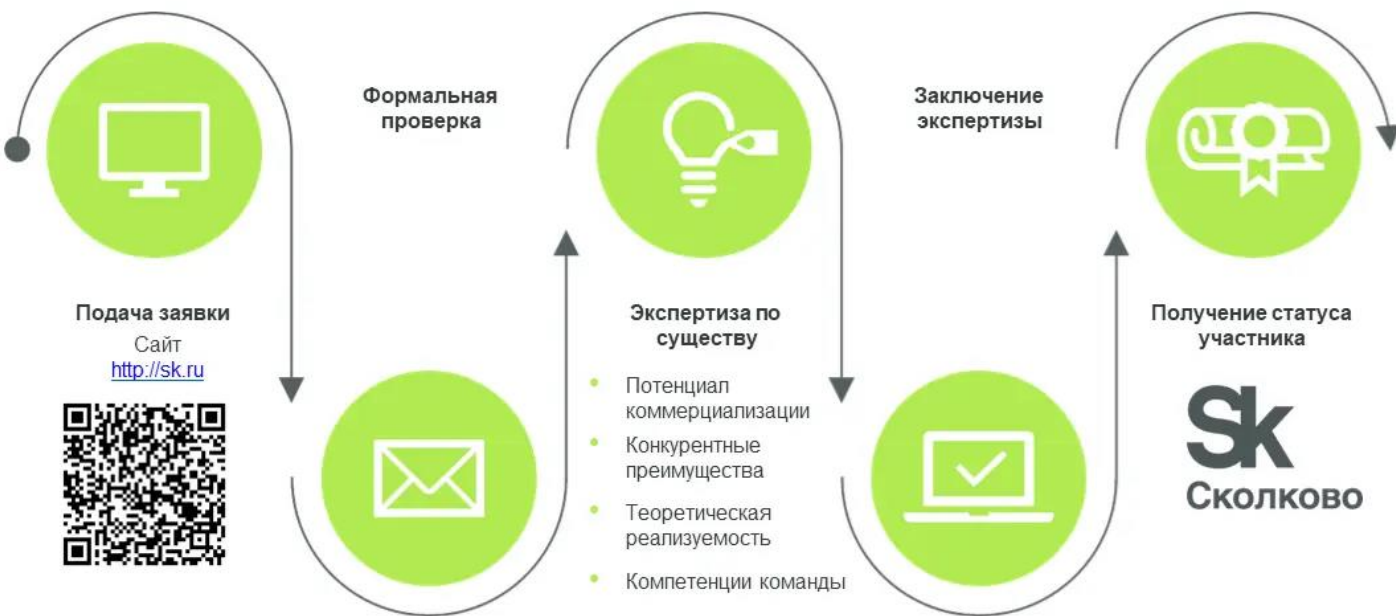 Подача заявки
Сайт
http://sk.ru
Формальная
проверка
Экспертиза по
существу
Потенциал
коммерциализации
Конкурентные
преимущества
Теоретическая
реализуемость
Компетенции команды
Заключение
экспертизы
Получение статуса
участника
Sk
Сколково